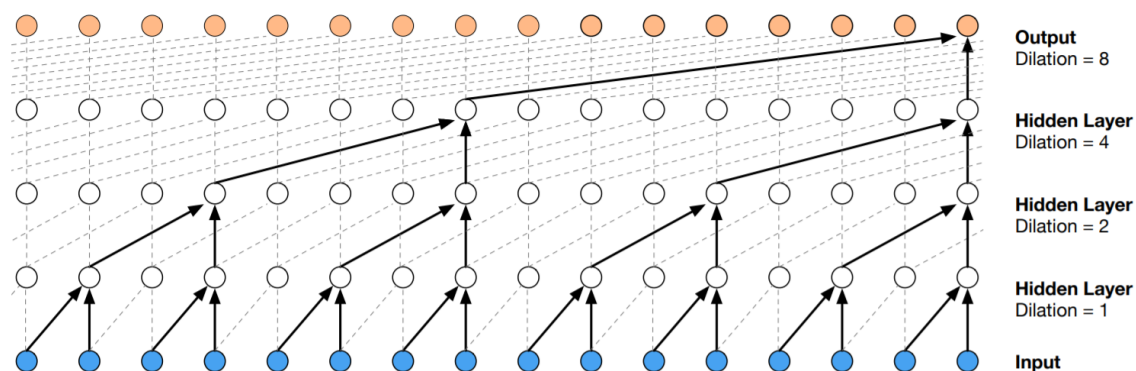 Output
Dilation = 8
Hidden Layer
Dilation = 4
Hidden Layer
Dilation = 2
Hidden Layer
Dilation = 1
Input